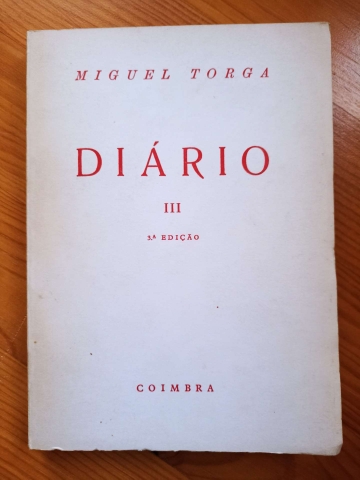 MIGUEL TORGA
DIÁRIO
III
3.ª EDIÇÃO
COIMBRA